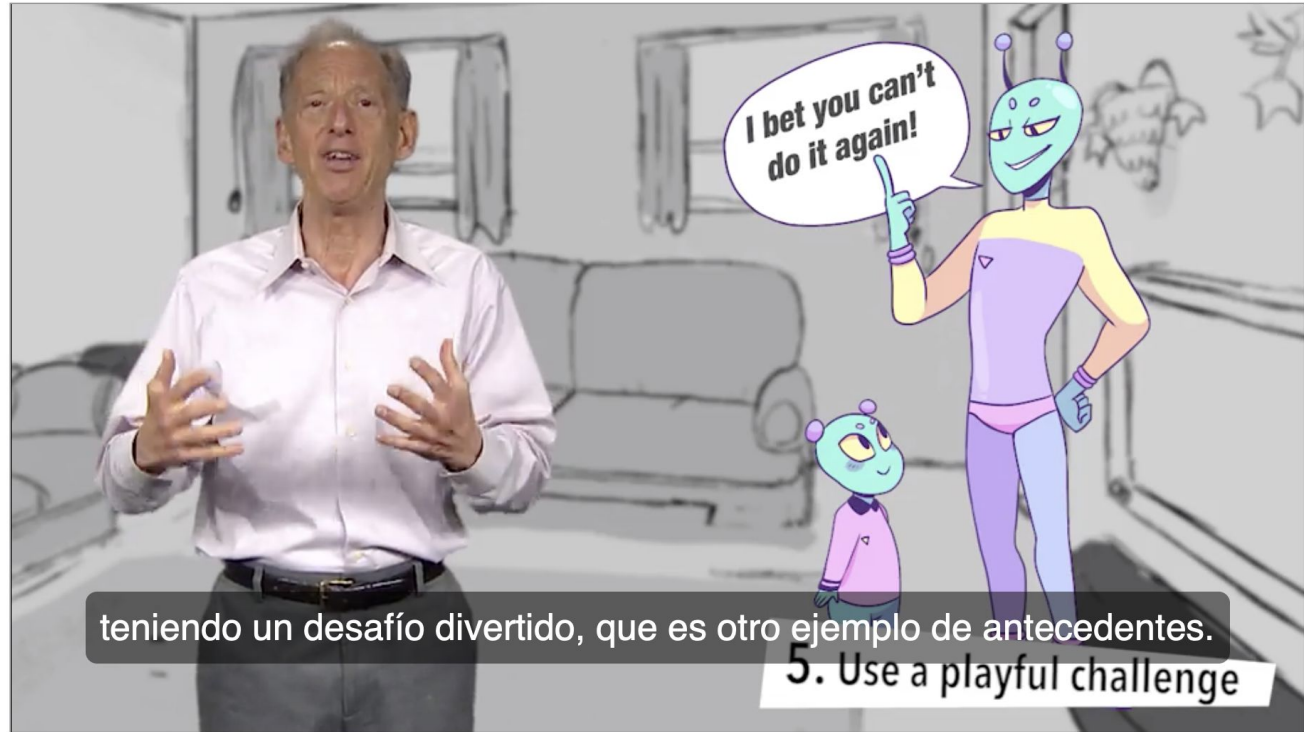 I bet you can't
do it again!
teniendo un desafío divertido, que es otro ejemplo de antecedentes.
5. Use a playful challenge